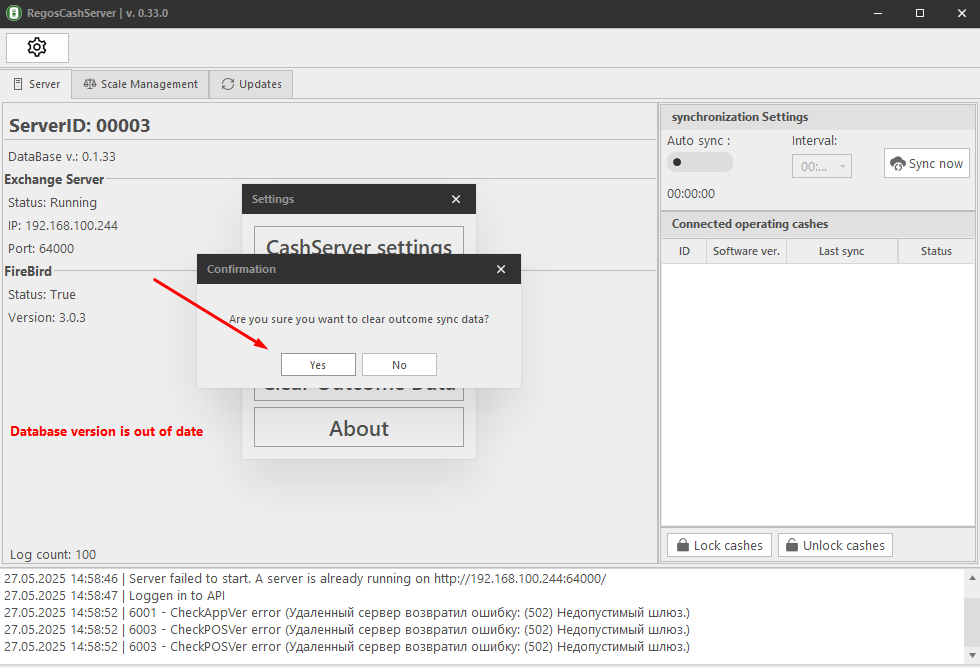 RegosCashServer | v. 0.33.0
Server
Scale Management
Updates
ServerID: 00003
DataBase v.: 0.1.33
Exchange Server
Status: Running
IP: 192.168.100.244
Port: 64000
FireBird
Status: True
Version: 3.0.3
Database version is out of date
Log count: 100
Settings
CashServer settings
Confirmation
Are you sure you want to clear outcome sync data?
Yes
No
Clear Outcome Data
About
synchronization Settings
Auto sync :
Interval:
00:...
Sync now
00:00:00
Connected operating cashes
ID
Software ver.
Last sync
Status
Lock cashes
Unlock cashes
27.05.2025 14:58:46 | Server failed to start. A server is already running on http://192.168.100.244:64000/
27.05.2025 14:58:47 | Loggen in to API
27.05.2025 14:58:52 | 6001 - CheckAppVer error (Удаленный сервер возвратил ошибку: (502) Недопустимый шлюз.)
27.05.2025 14:58:52 | 6003 - CheckPOSVer error (Удаленный сервер возвратил ошибку: (502) Недопустимый шлюз.)
27.05.2025 14:58:52 | 6003 - CheckPOSVer error (Удаленный сервер возвратил ошибку: (502) Недопустимый шлюз.)